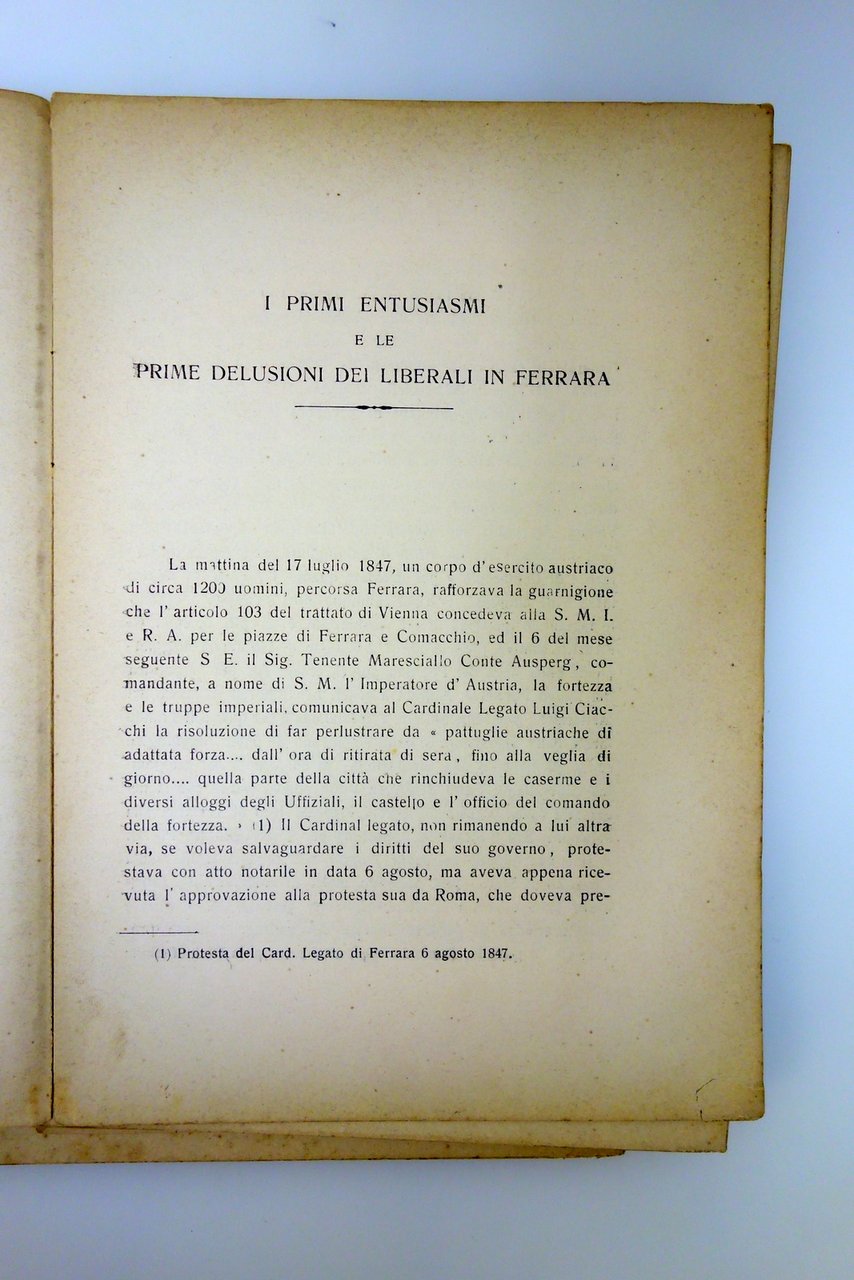 I PRIMI ENTUSIASMI
E LE
PRIME DELUSIONI DEI LIBERALI IN FERRARA
La mattina del 17 luglio 1847, un corpo d'esercito austriaco
di circa 1200 uomini, percorsa Ferrara, rafforzava la guarnigione
che l' articolo 103 del trattato di Vienna concedeva alla S. M. I.
e R. A. per le piazze di Ferrara e Comacchio, ed il 6 del mese
seguente S E. il Sig. Tenente Maresciallo Conte Ausperg, co-
mandante, a nome di S. M. l' Imperatore d' Austria, la fortezza
e le truppe imperiali, comunicava al Cardinale Legato Luigi Ciac-
chi la risoluzione di far perlustrare da « pattuglie austriache di
adattata forza.... dall' ora di ritirata di sera, fino alla veglia di
giorno.... quella parte della città che rinchiudeva le caserme e i
diversi alloggi degli Uffiziali, il castello e l' officio del comando
della fortezza. » (1) Il Cardinal legato, non rimanendo a lui altra
via, se voleva salvaguardare i diritti del suo governo, prote-
stava con atto notarile in data 6 agosto, ma aveva appena rice-
vuta l' approvazione alla protesta sua da Roma, che doveva pre-
(1) Protesta del Card. Legato di Ferrara 6 agosto 1847.